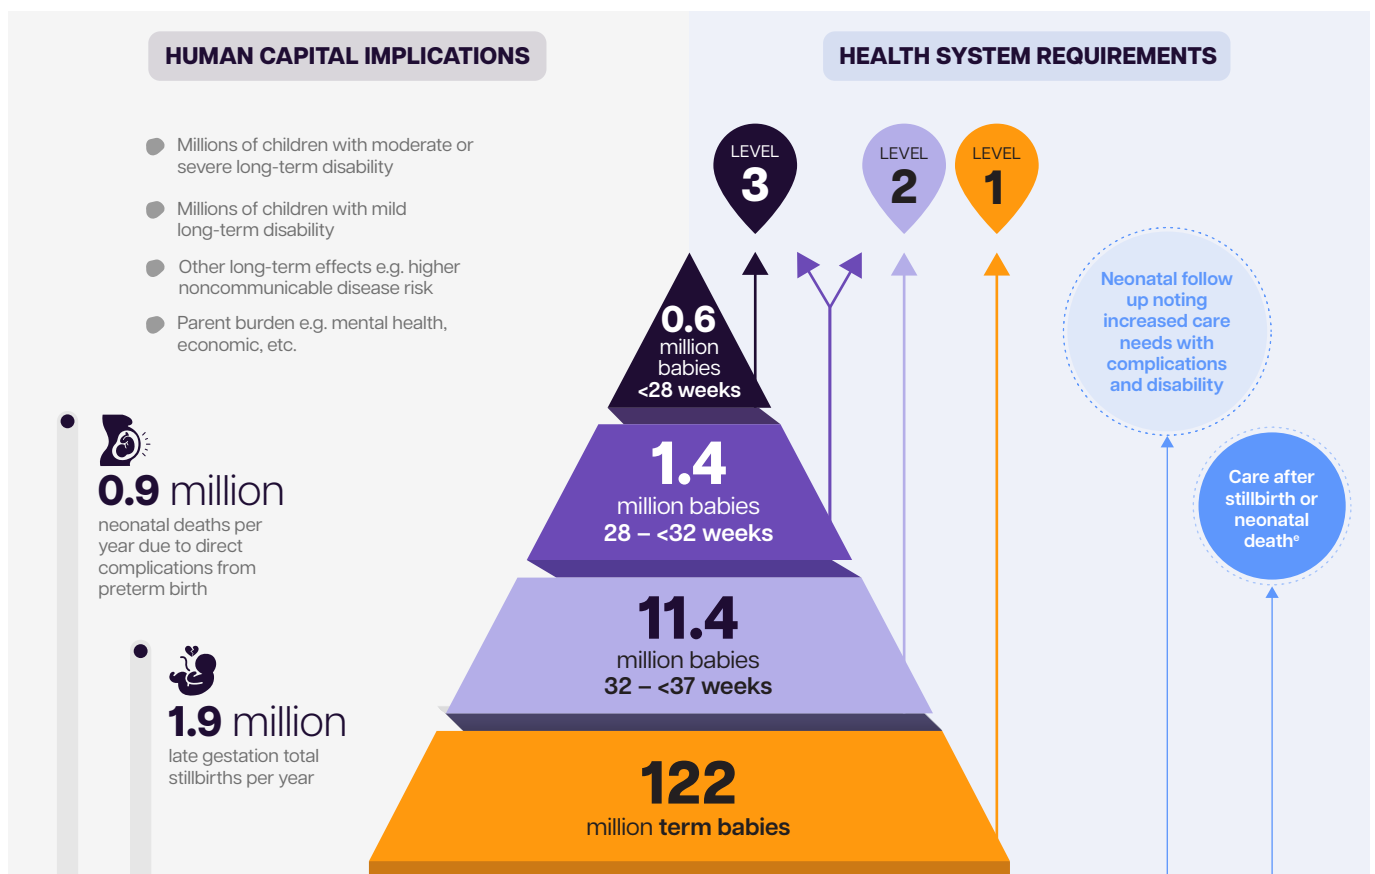 HUMAN CAPITAL IMPLICATIONS
Millions of children with moderate or
severe long-term disability
Millions of children with mild
long-term disability
Other long-term effects e.g. higher
noncommunicable disease risk
Parent burden e.g. mental health,
economic, etc.
0.9 million
neonatal deaths per
year due to direct
complications from
preterm birth
1.9 million
late gestation total
stillbirths per year
0.6
million
babies
<28 weeks
1.4
million babies
28 – <32 weeks
11.4
million babies
32 – <37 weeks
122
million term babies
HEALTH SYSTEM REQUIREMENTS
LEVEL
3
LEVEL
2
LEVEL
1
Neonatal follow
up noting
increased care
needs with
complications
and disability
Care after
stillbirth or
neonatal
deathᵉ